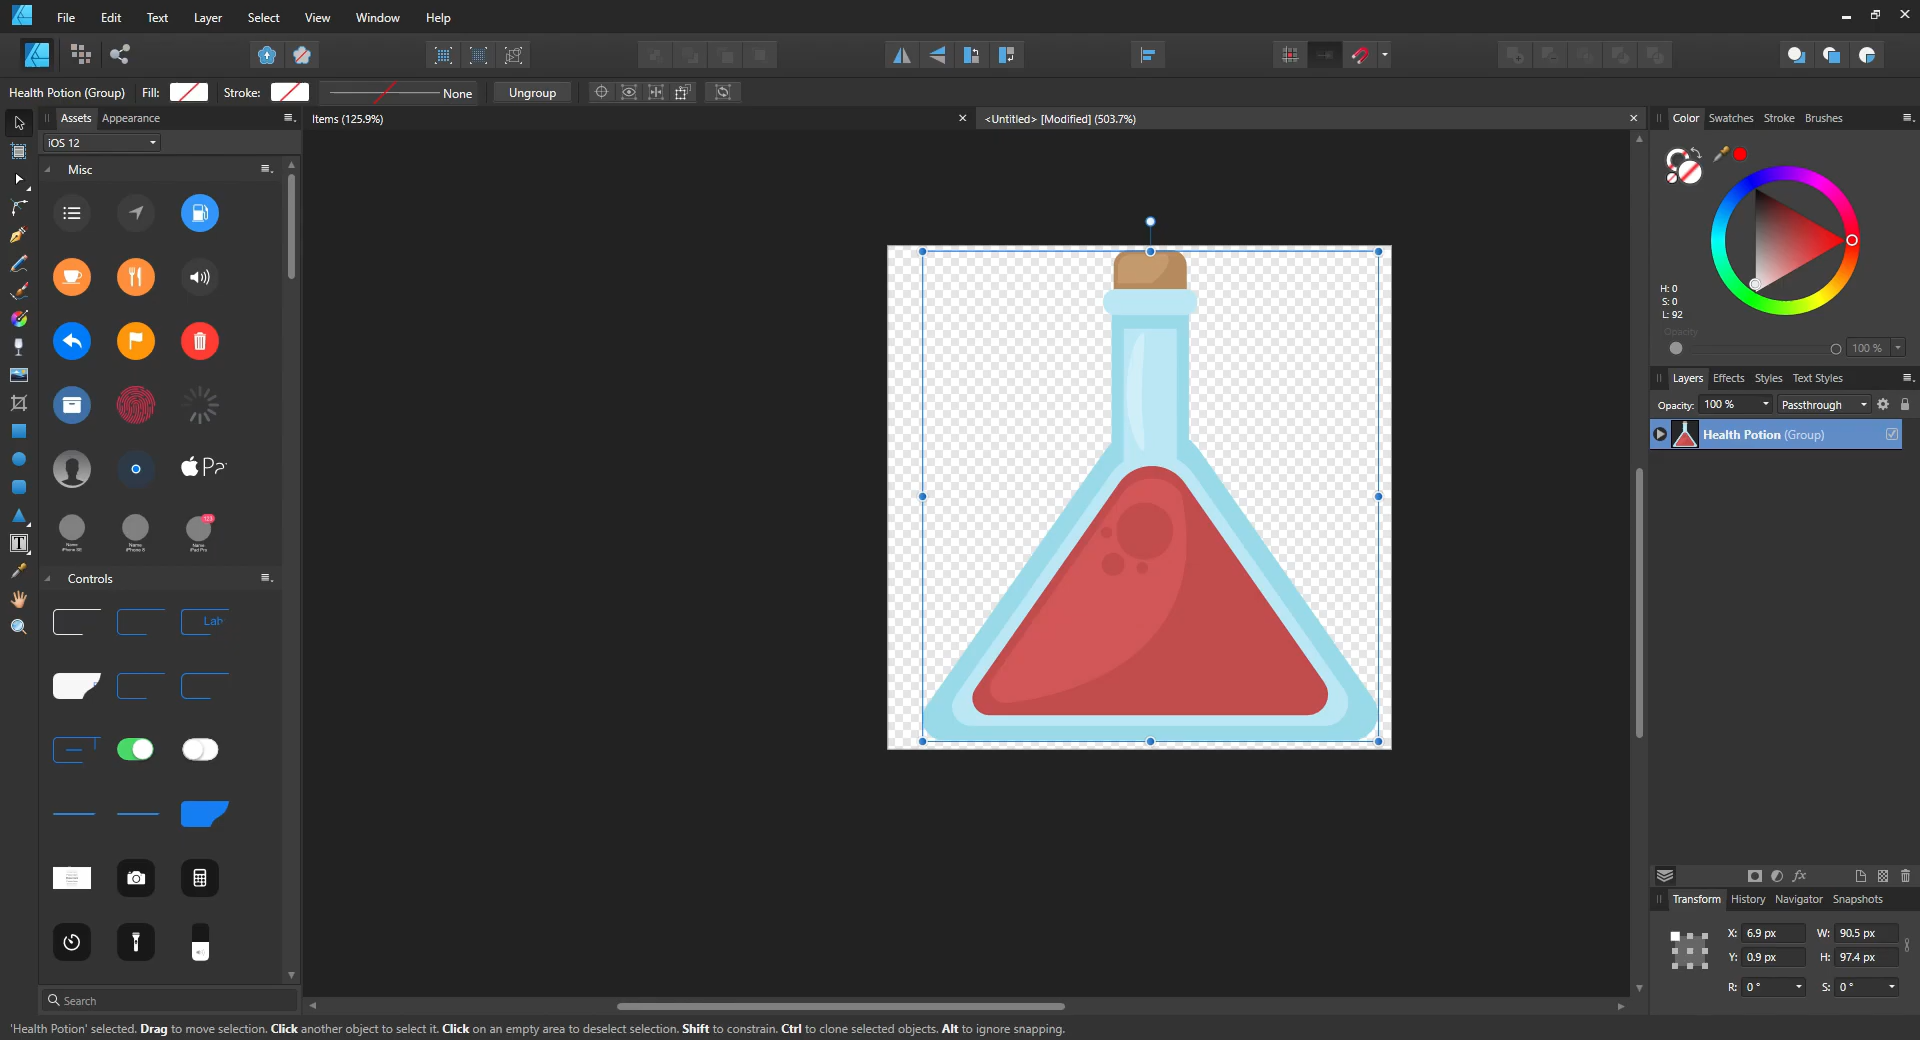 File Edit Text Layer Select View Window Help
Health Potion (Group) Fill: Stroke: None Ungroup
Assets Appearance
iOS 12
Misc
Controls
Search
Items (125.9%)
<Untitled> [Modified] (503.7%)
Color Swatches Stroke Brushes
H: 0
S: 0
L: 92
Opacity
100 %
Layers Effects Styles Text Styles
Opacity: 100 % Passthrough
Health Potion (Group)
fx
Transform History Navigator Snapshots
X: 6.9 px W: 90.5 px
Y: 0.9 px H: 97.4 px
R: 0 ° S: 0 °
'Health Potion' selected. Drag to move selection. Click another object to select it. Click on an empty area to deselect selection. Shift to constrain. Ctrl to clone selected objects. Alt to ignore snapping.